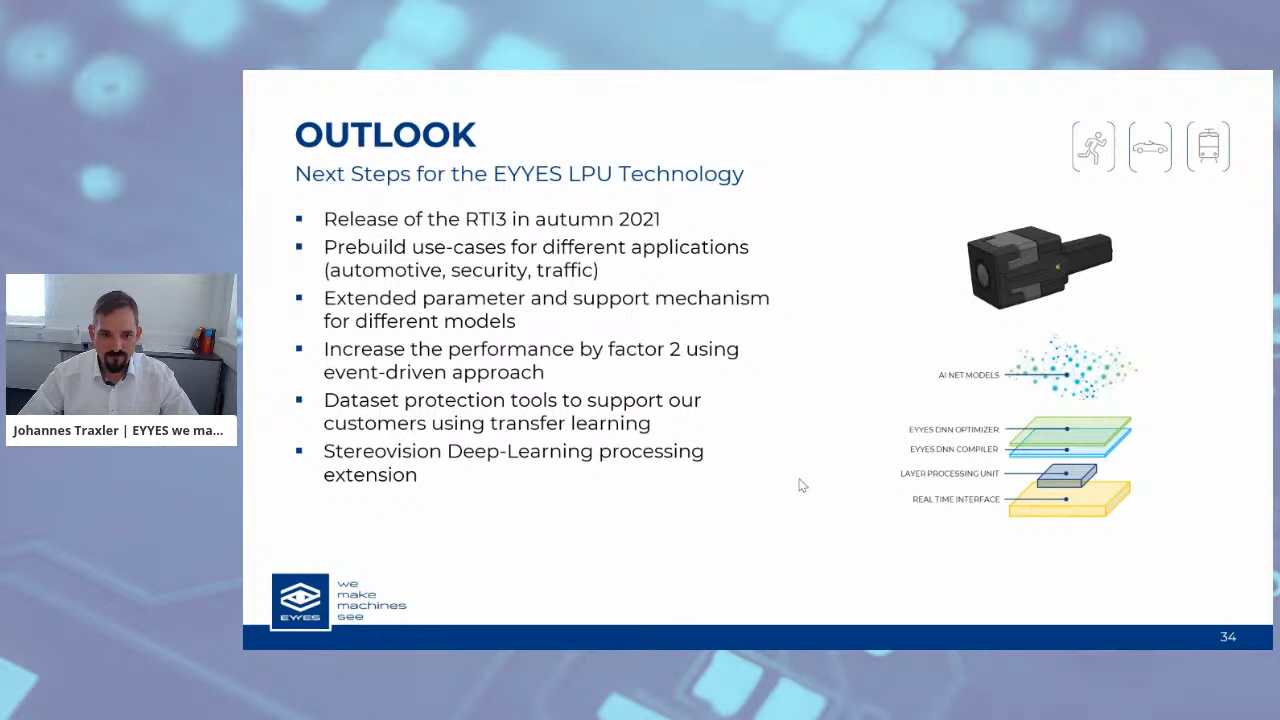 OUTLOOK
Next Steps for the EYYES LPU Technology
▪ Release of the RTI3 in autumn 2021
▪ Prebuild use-cases for different applications
(automotive, security, traffic)
▪ Extended parameter and support mechanism
for different models
▪ Increase the performance by factor 2 using
event-driven approach
▪ Dataset protection tools to support our
customers using transfer learning
▪ Stereovision Deep-Learning processing
extension
AI NET MODELS
EYYES DNN OPTIMIZER
EYYES DNN COMPILER
LAYER PROCESSING UNIT
REAL TIME INTERFACE
Johannes Traxler | EYYES we ma...
EYYES
we
make
machines
see
34